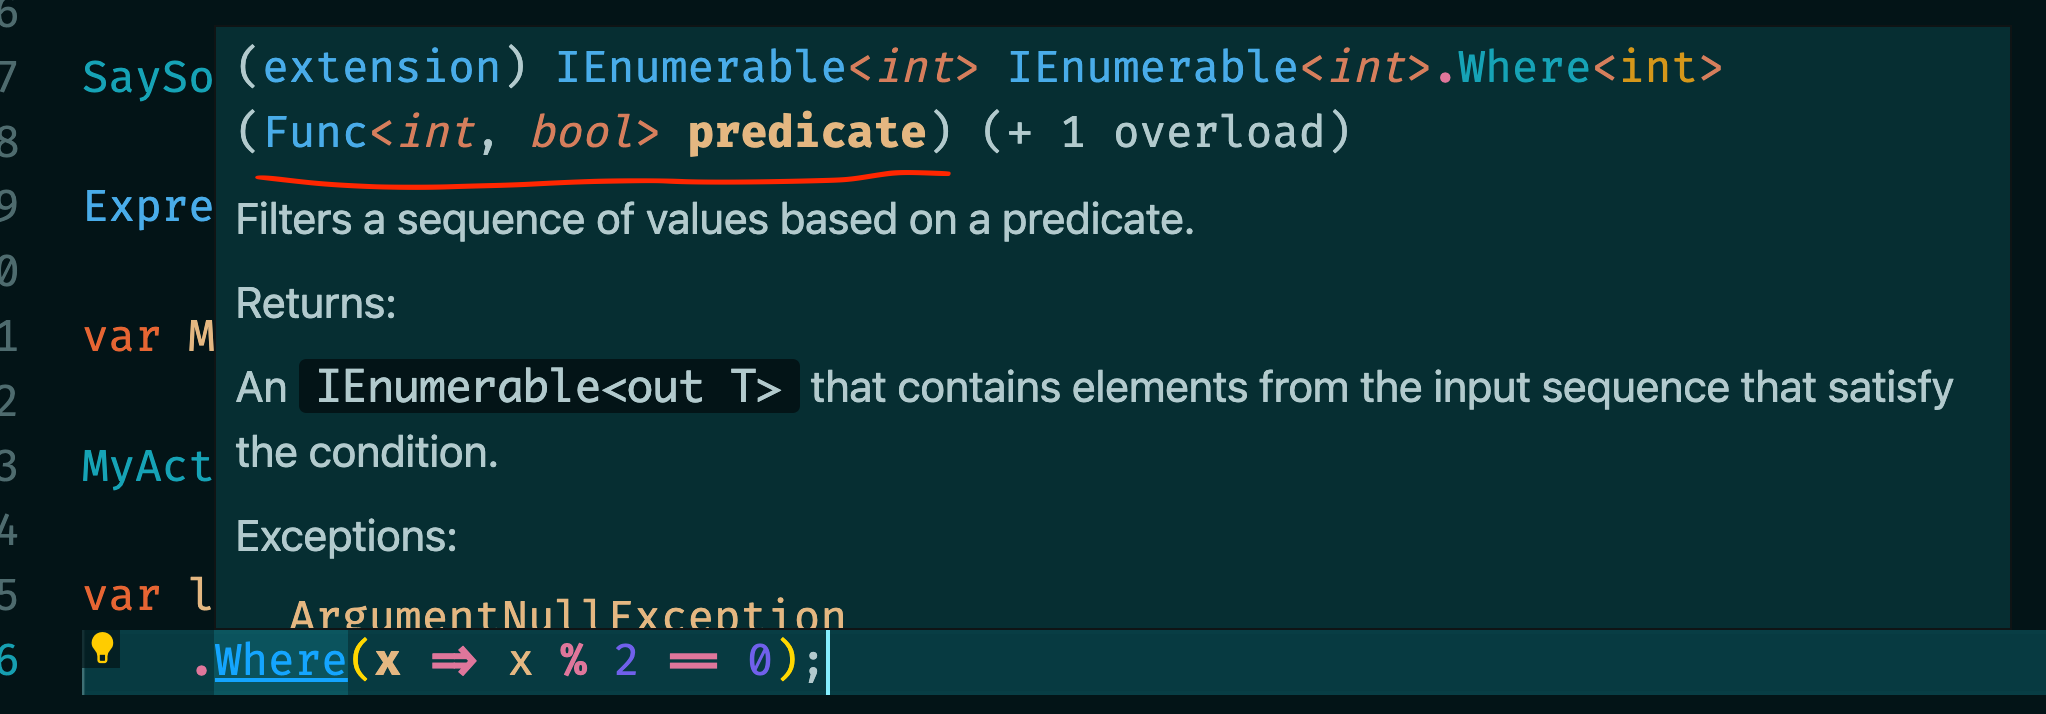 6
7 SaySo
(extension) IEnumerable<int> IEnumerable<int>.Where<int>
8 (Func<int, bool> predicate) (+ 1 overload)
9 Expre
Filters a sequence of values based on a predicate.
0
Returns:
1 var M
2 An IEnumerable<out T> that contains elements from the input sequence that satisfy
the condition.
3 MyAct
4 Exceptions:
5 var l
ArgumentNullException
6 .Where(x => x % 2 == 0);